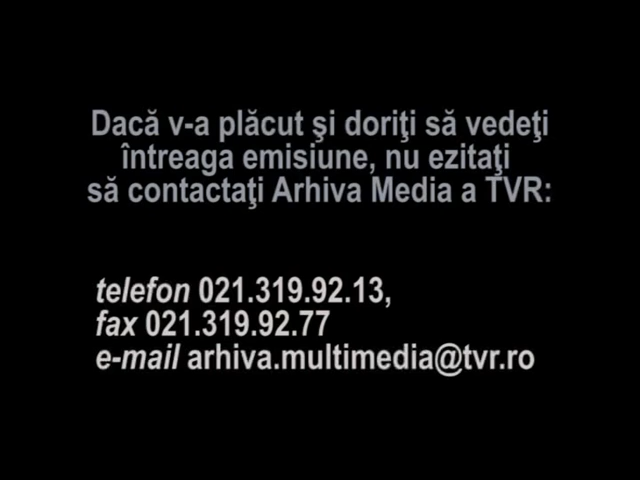 Dacă v-a plăcut şi doriţi să vedeţi
întreaga emisiune, nu ezitaţi
să contactaţi Arhiva Media a TVR:
telefon 021.319.92.13,
fax 021.319.92.77
e-mail arhiva.multimedia@tvr.ro